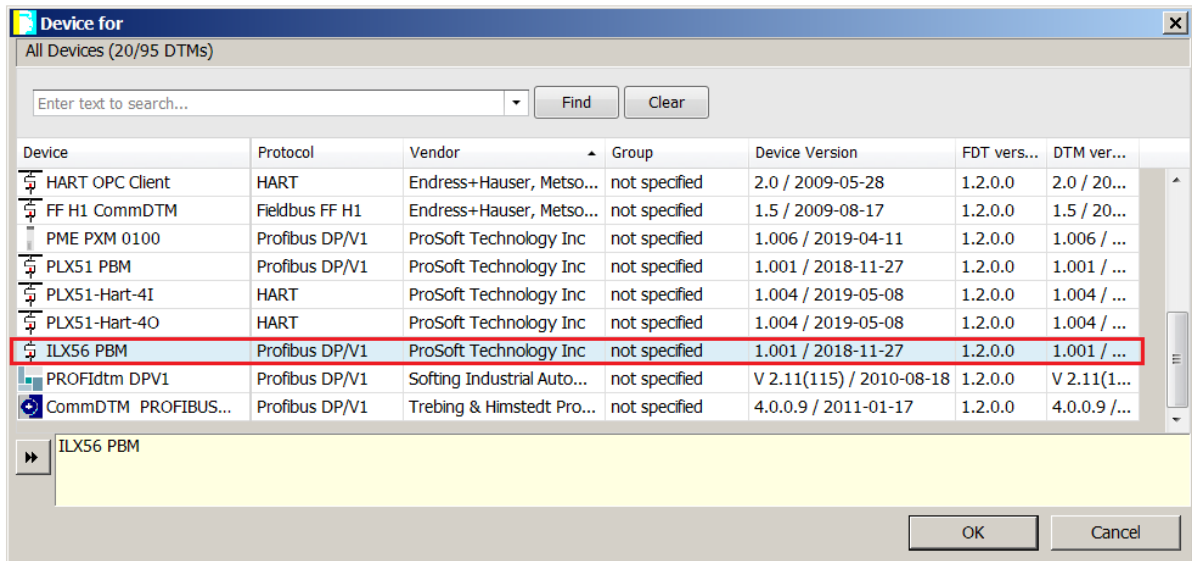 Device for
All Devices (20/95 DTMs)
Enter text to search... Find Clear
Device Protocol Vendor Group Device Version FDT vers... DTM ver...
HART OPC Client HART Endress+Hauser, Metso... not specified 2.0 / 2009-05-28 1.2.0.0 2.0 / 20...
FF H1 CommDTM Fieldbus FF H1 Endress+Hauser, Metso... not specified 1.5 / 2009-08-17 1.2.0.0 1.5 / 20...
PME PXM 0100 Profibus DP/V1 ProSoft Technology Inc not specified 1.006 / 2019-04-11 1.2.0.0 1.006 / ...
PLX51 PBM Profibus DP/V1 ProSoft Technology Inc not specified 1.001 / 2018-11-27 1.2.0.0 1.001 / ...
PLX51-Hart-4I HART ProSoft Technology Inc not specified 1.004 / 2019-05-08 1.2.0.0 1.004 / ...
PLX51-Hart-4O HART ProSoft Technology Inc not specified 1.004 / 2019-05-08 1.2.0.0 1.004 / ...
ILX56 PBM Profibus DP/V1 ProSoft Technology Inc not specified 1.001 / 2018-11-27 1.2.0.0 1.001 / ...
PROFIdtm DPV1 Profibus DP/V1 Softing Industrial Auto... not specified V 2.11(115) / 2010-08-18 1.2.0.0 V 2.11(1...
CommDTM PROFIBUS... Profibus DP/V1 Trebing & Himstedt Pro... not specified 4.0.0.9 / 2011-01-17 1.2.0.0 4.0.0.9 /...
ILX56 PBM
OK Cancel